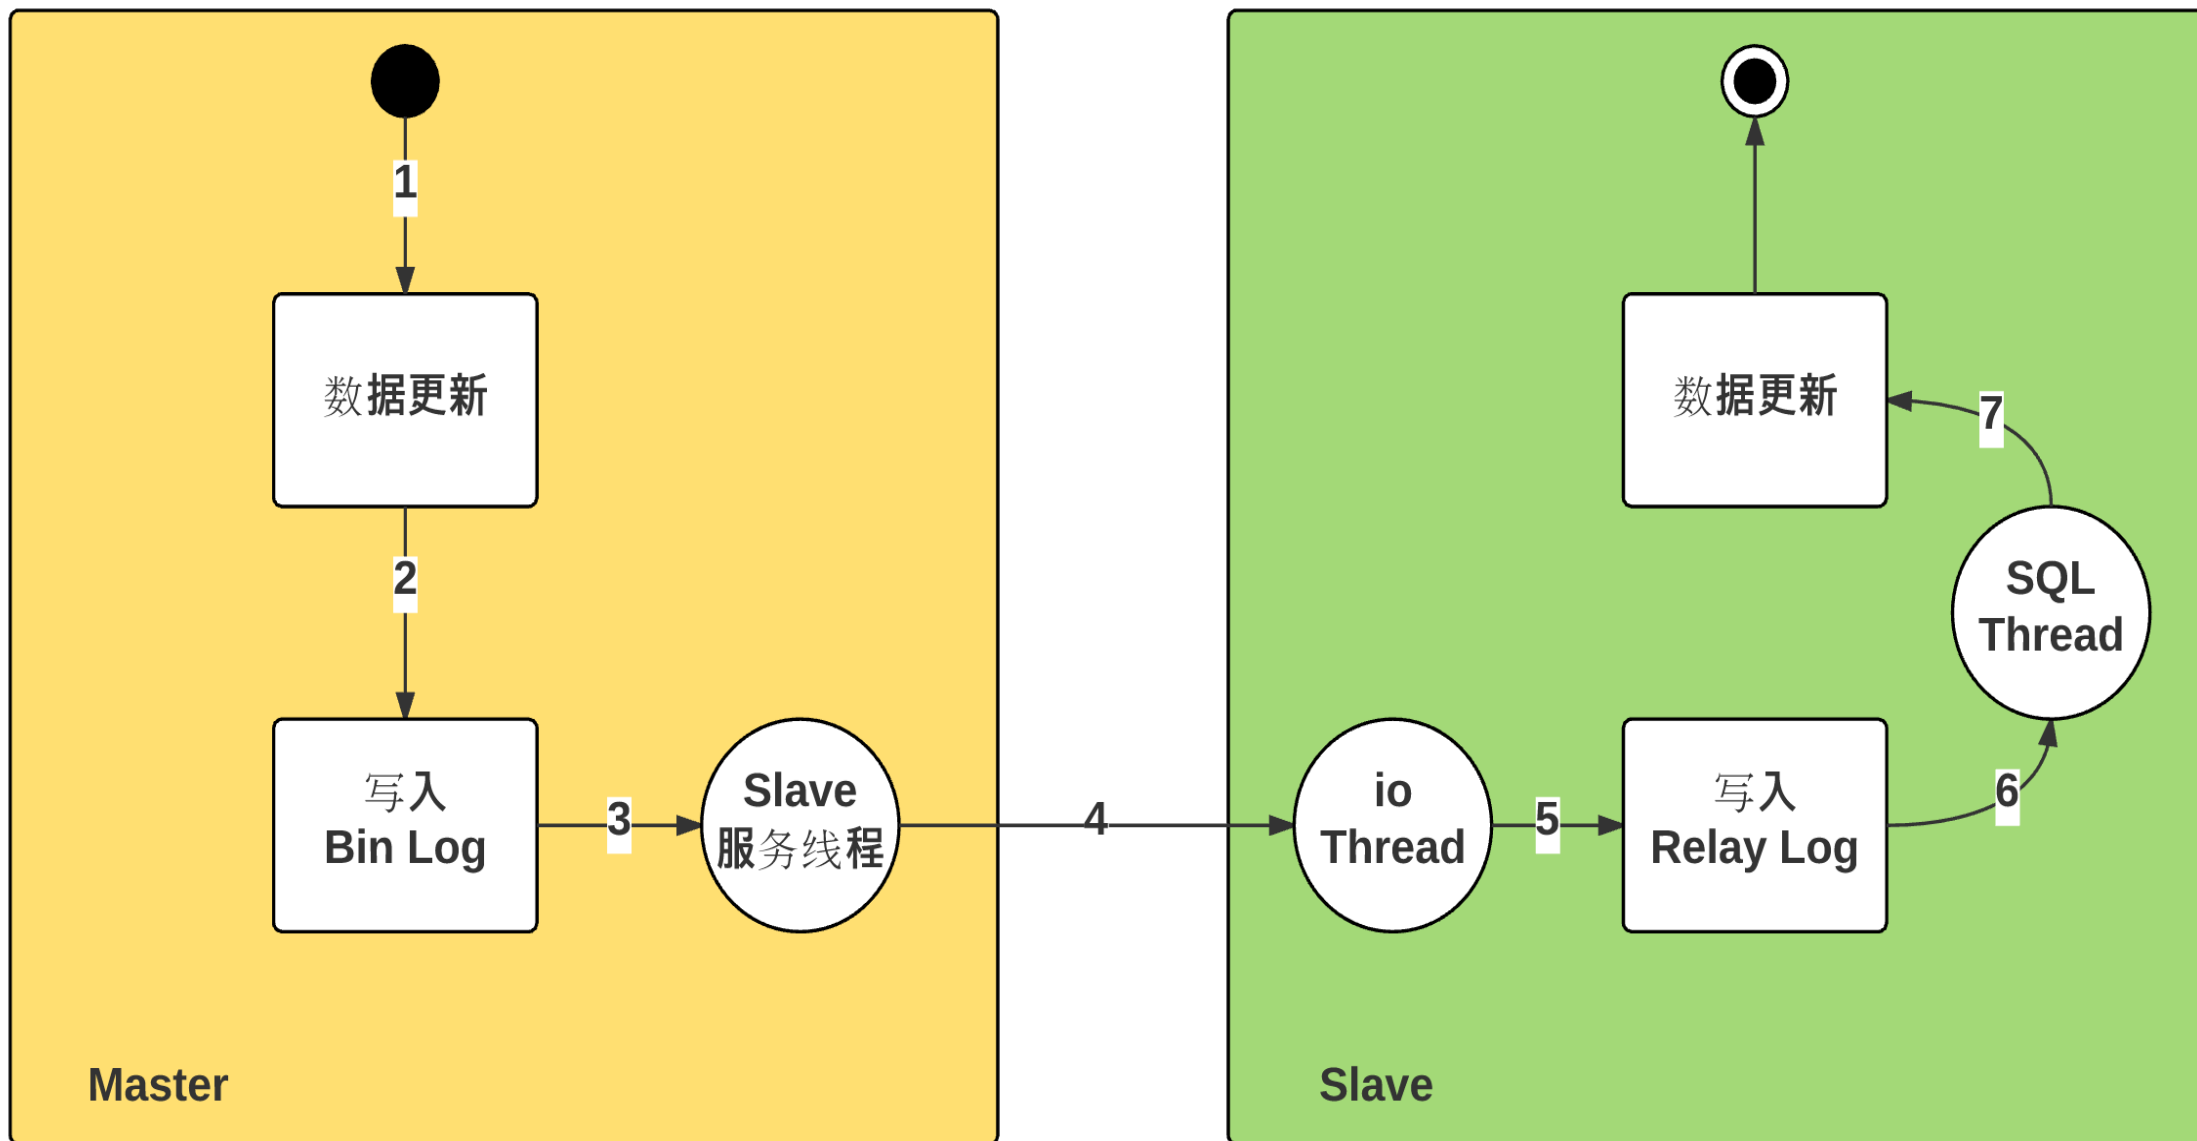 1
数据更新
2
写入
Bin Log
3
Slave
服务线程
Master
4
io
Thread
5
写入
Relay Log
6
SQL
Thread
7
数据更新
Slave